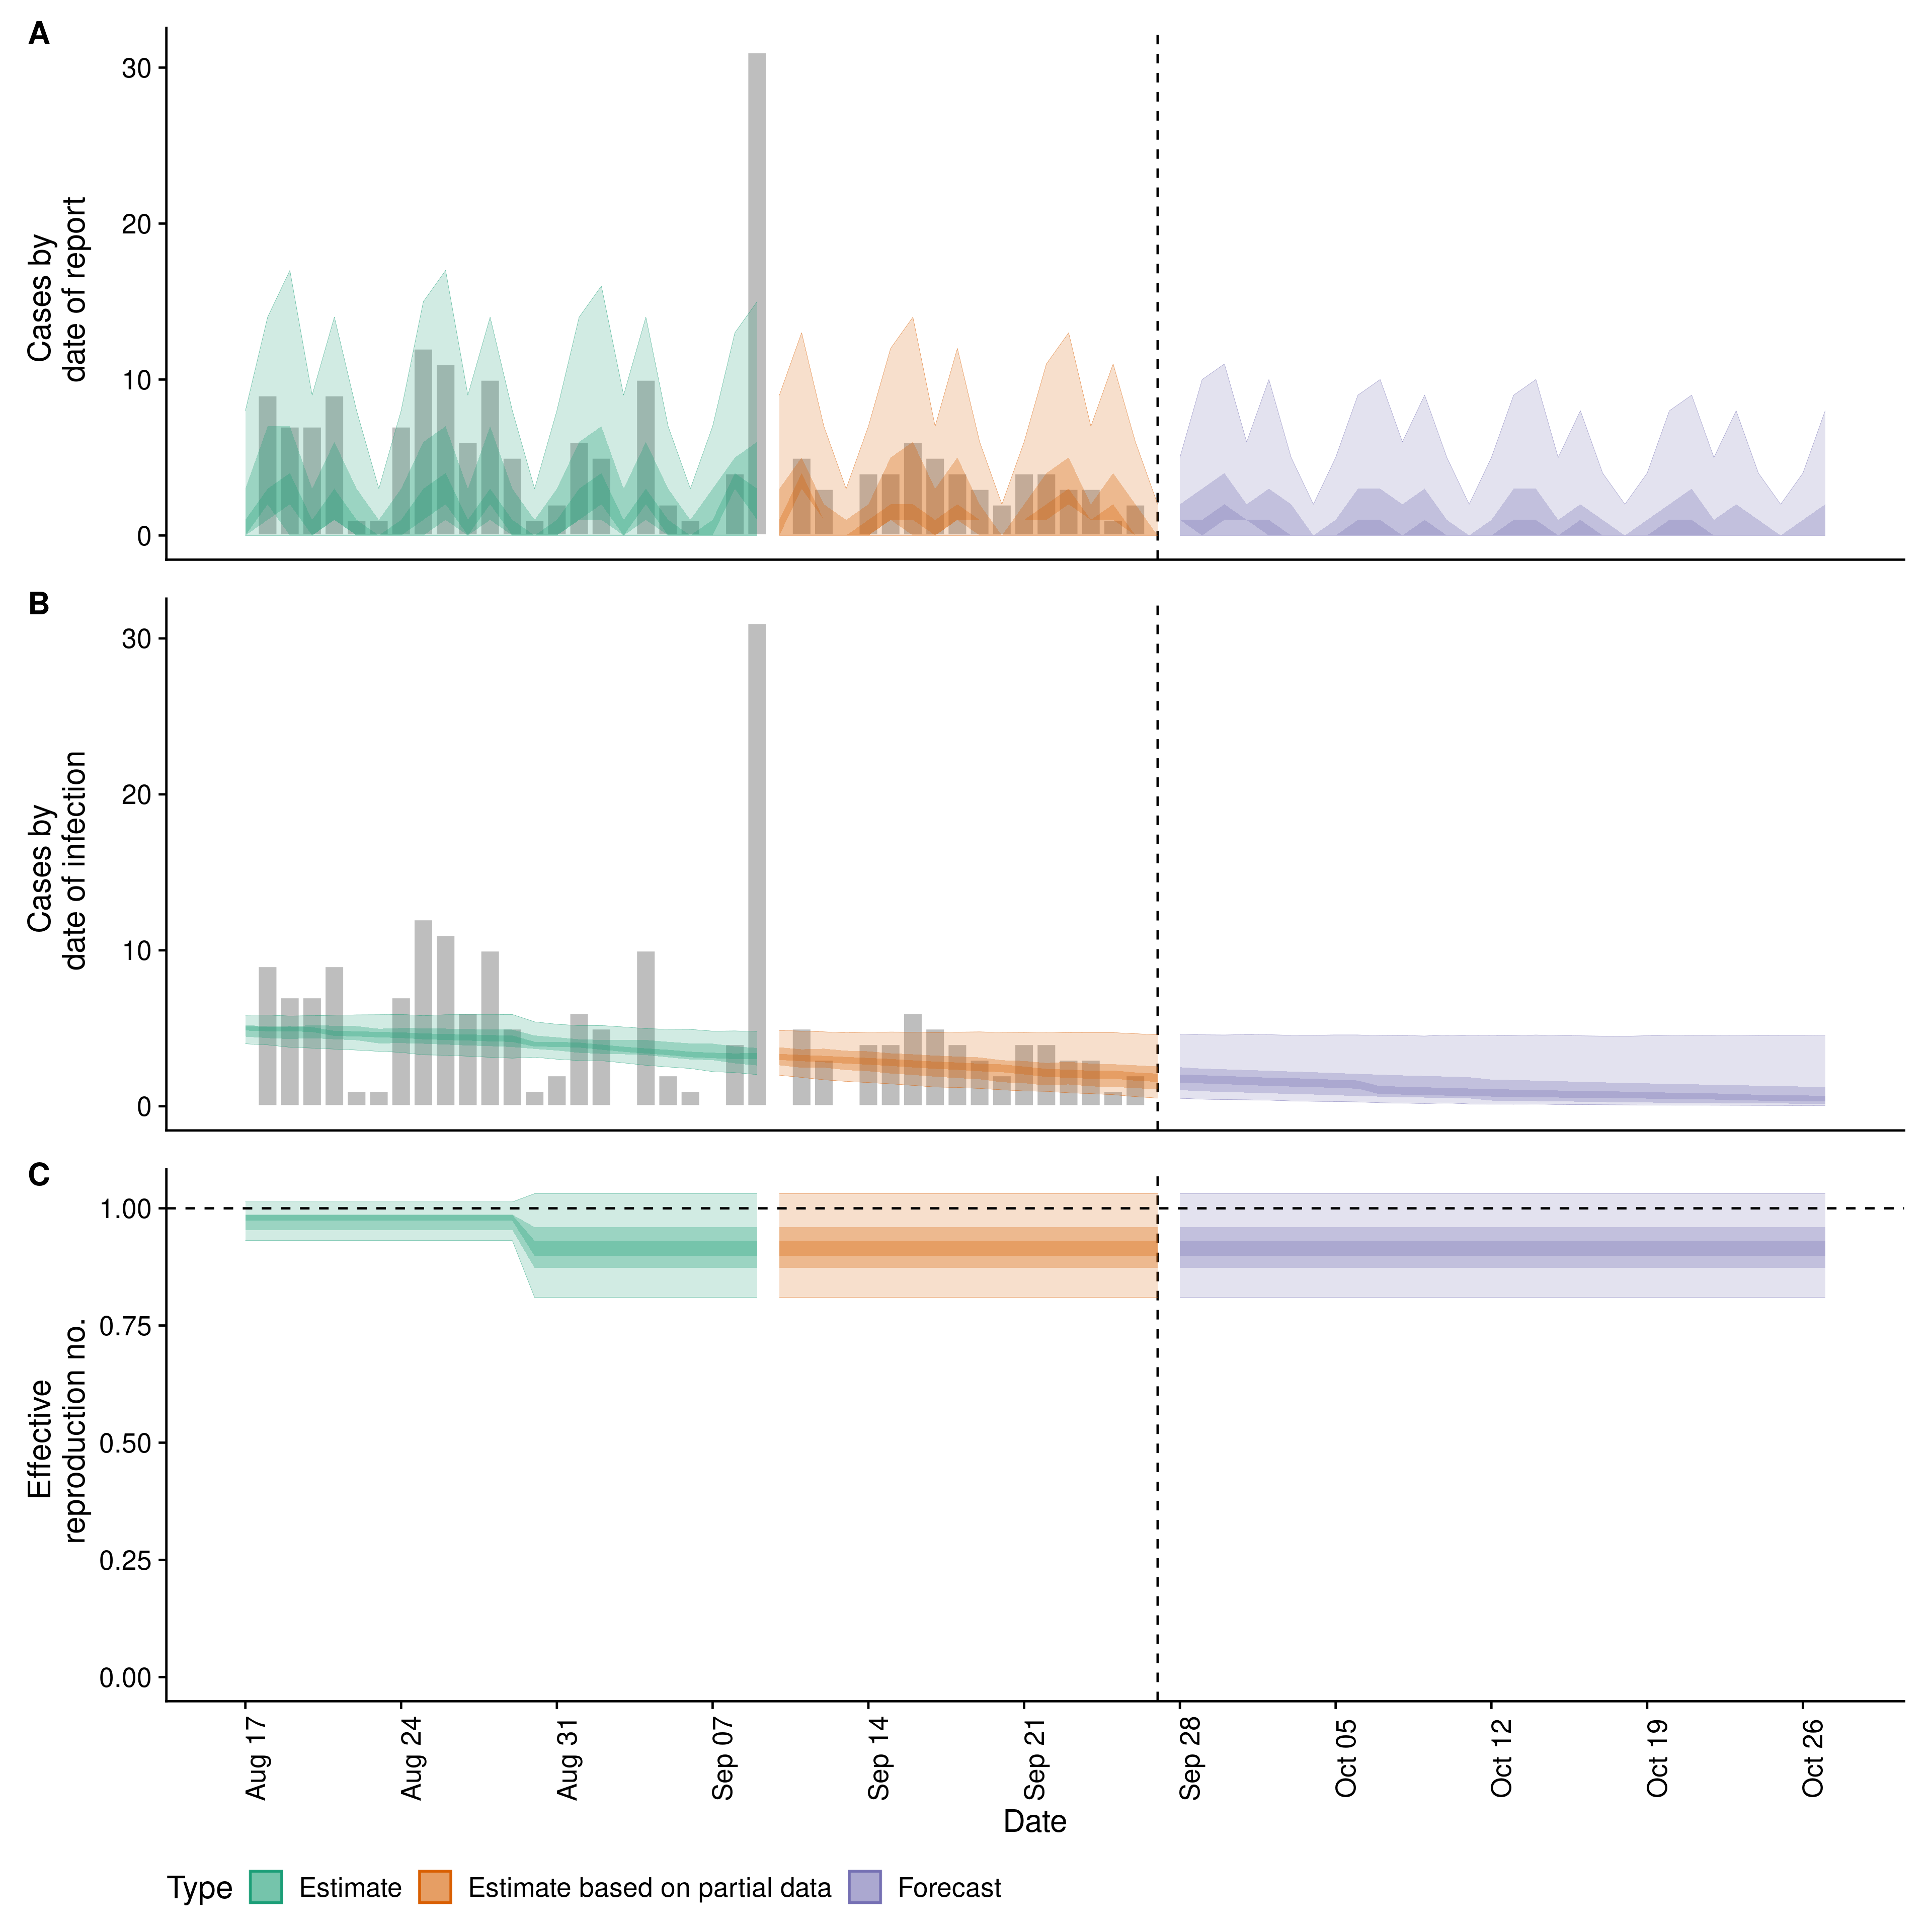 A
Cases by
date of report
30
20
10
0
B
Cases by
date of infection
30
20
10
0
C
Effective
reproduction no.
1.00
0.75
0.50
0.25
0.00
Aug 17
Aug 24
Aug 31
Sep 07
Sep 14
Sep 21
Sep 28
Oct 05
Oct 12
Oct 19
Oct 26
Date
Type Estimate Estimate based on partial data Forecast